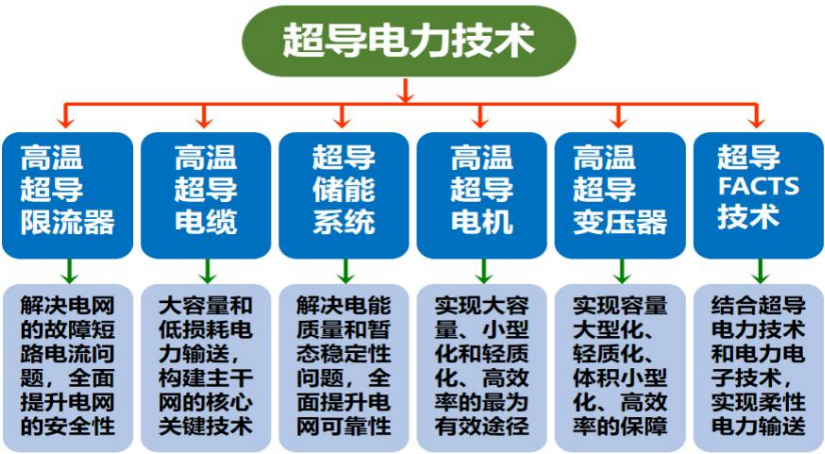 超导电力技术
高温
超导
限流器
高温
超导
电缆
超导
储能
系统
高温
超导
电机
高温
超导
变压器
超导
FACTS
技术
解决电网
的故障短
路电流问
题，全面
提升电网
的安全性
大容量和
低损耗电
力输送，
构建主干
网的核心
关键技术
解决电能
质量和暂
态稳定性
问题，全
面提升电
网可靠性
实现大容
量、小型
化和轻质
化、高效
率的最为
有效途径
实现容量
大型化、
轻质化、
体积小型
化、高效
率的保障
结合超导
电力技术
和电力电
子技术，
实现柔性
电力输送